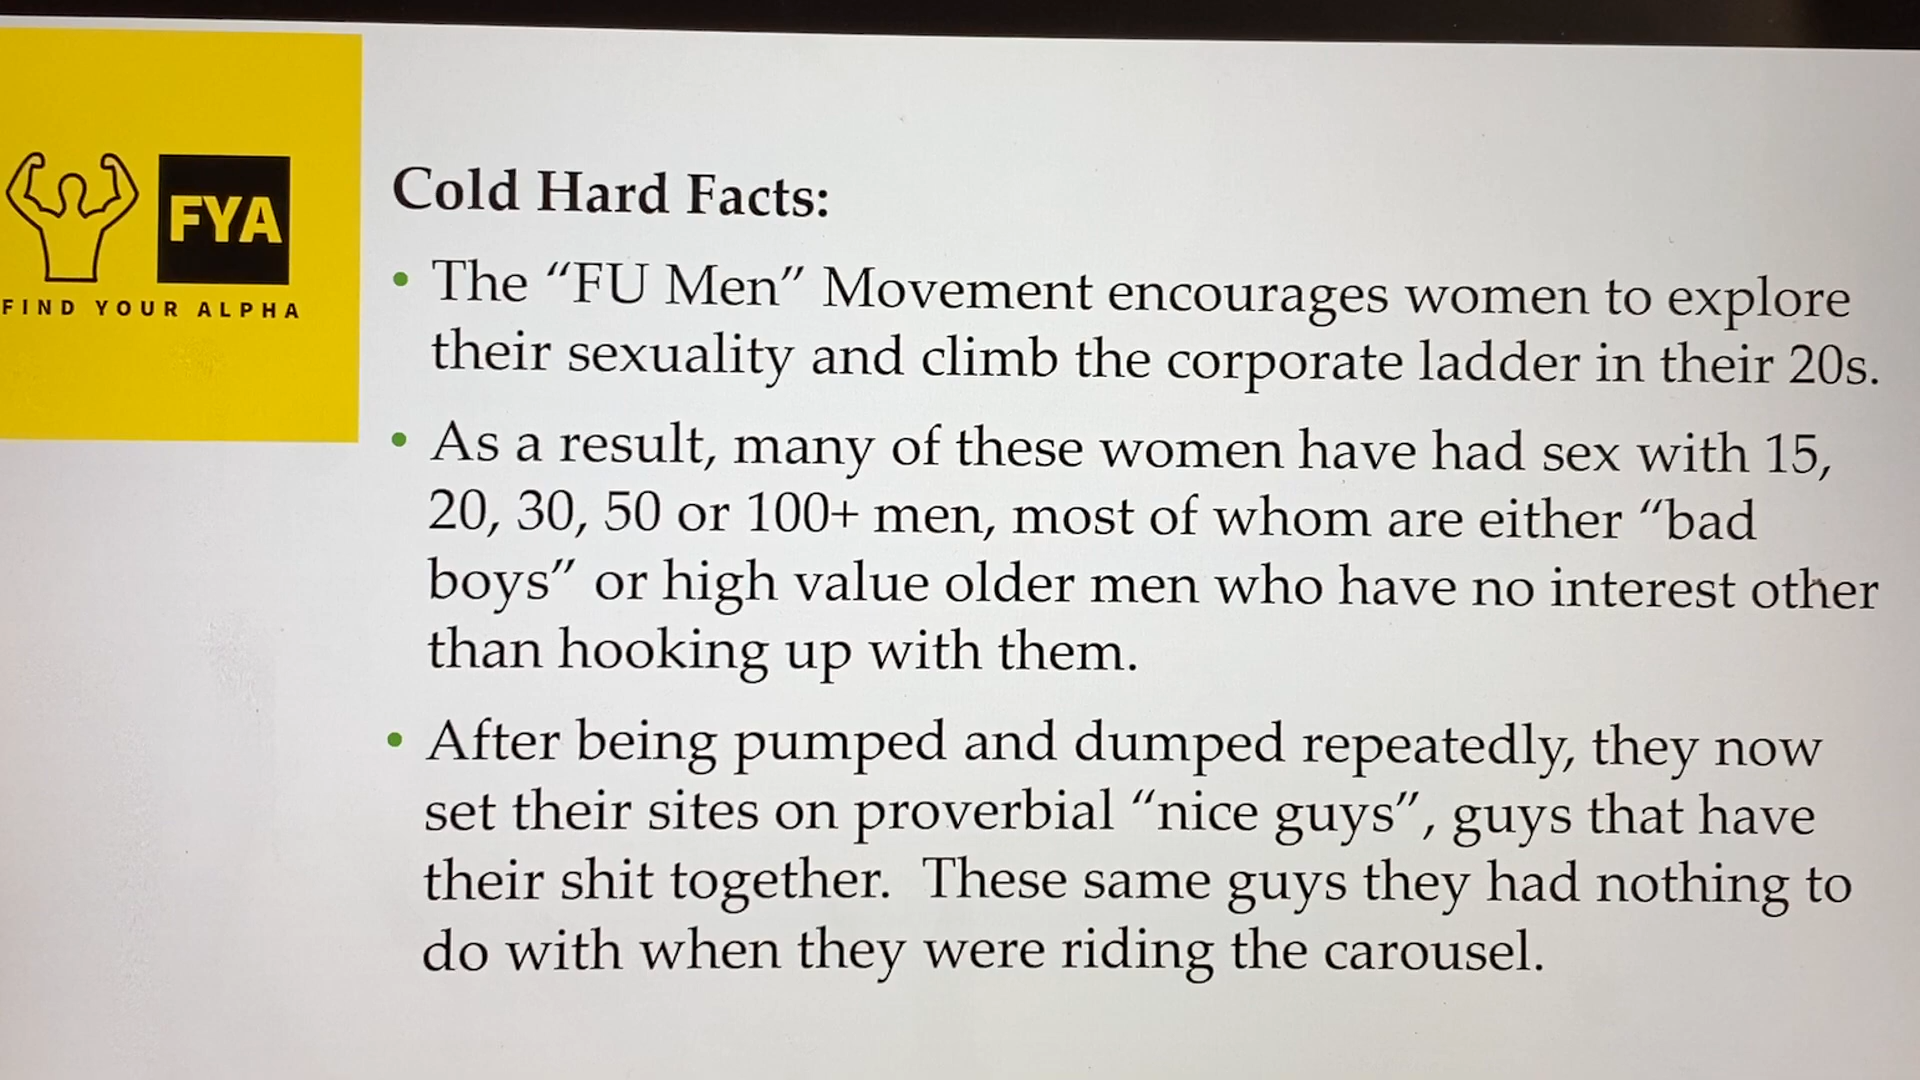 FYA
FIND YOUR ALPHA
Cold Hard Facts:
• The “FU Men” Movement encourages women to explore
their sexuality and climb the corporate ladder in their 20s.
• As a result, many of these women have had sex with 15,
20, 30, 50 or 100+ men, most of whom are either “bad
boys” or high value older men who have no interest other
than hooking up with them.
• After being pumped and dumped repeatedly, they now
set their sites on proverbial “nice guys”, guys that have
their shit together.  These same guys they had nothing to
do with when they were riding the carousel.